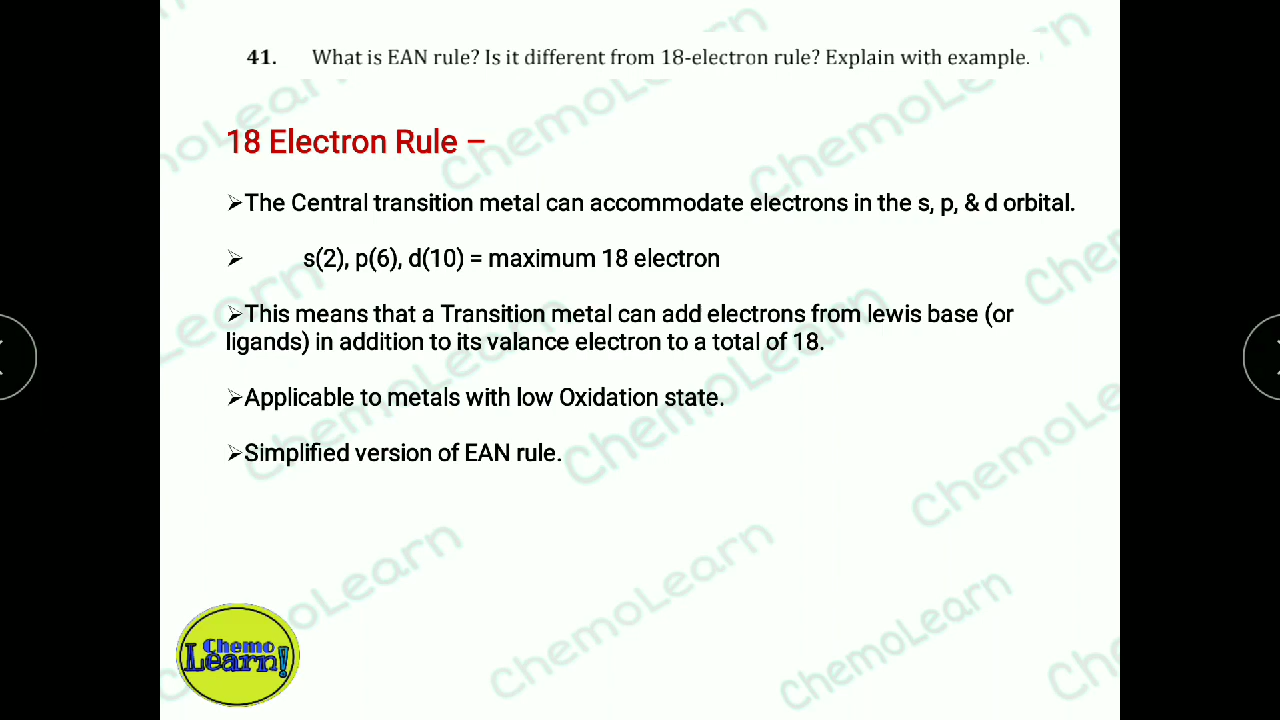 41. What is EAN rule? Is it different from 18-electron rule? Explain with example.
18 Electron Rule –
➢The Central transition metal can accommodate electrons in the s, p, & d orbital.
➢ s(2), p(6), d(10) = maximum 18 electron
➢This means that a Transition metal can add electrons from lewis base (or
ligands) in addition to its valance electron to a total of 18.
➢Applicable to metals with low Oxidation state.
➢Simplified version of EAN rule.
Chemo
Learn!
ChemoLearn